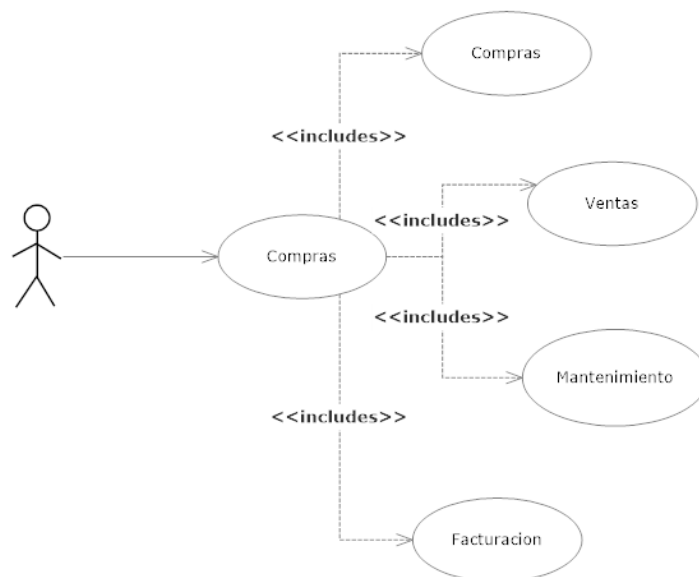 Compras
<<includes>>
<<includes>>
Ventas
Compras
<<includes>>
Mantenimiento
<<includes>>
Facturacion